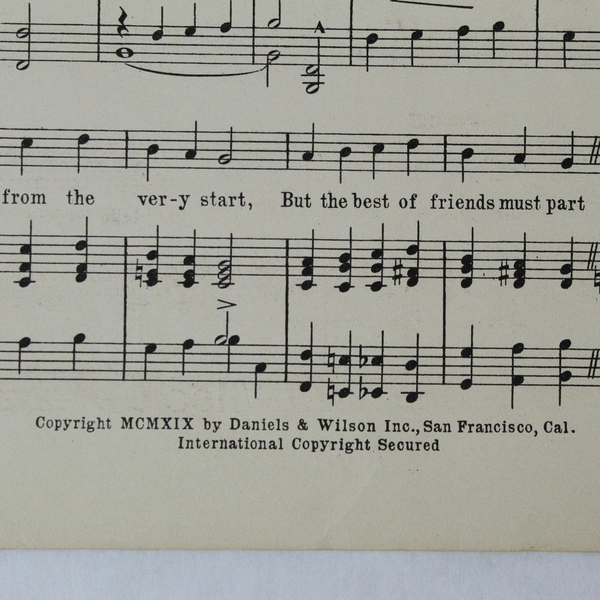 from the ver-y start, But the best of friends must part
Copyright MCMXIX by Daniels & Wilson Inc., San Francisco, Cal.
International Copyright Secured